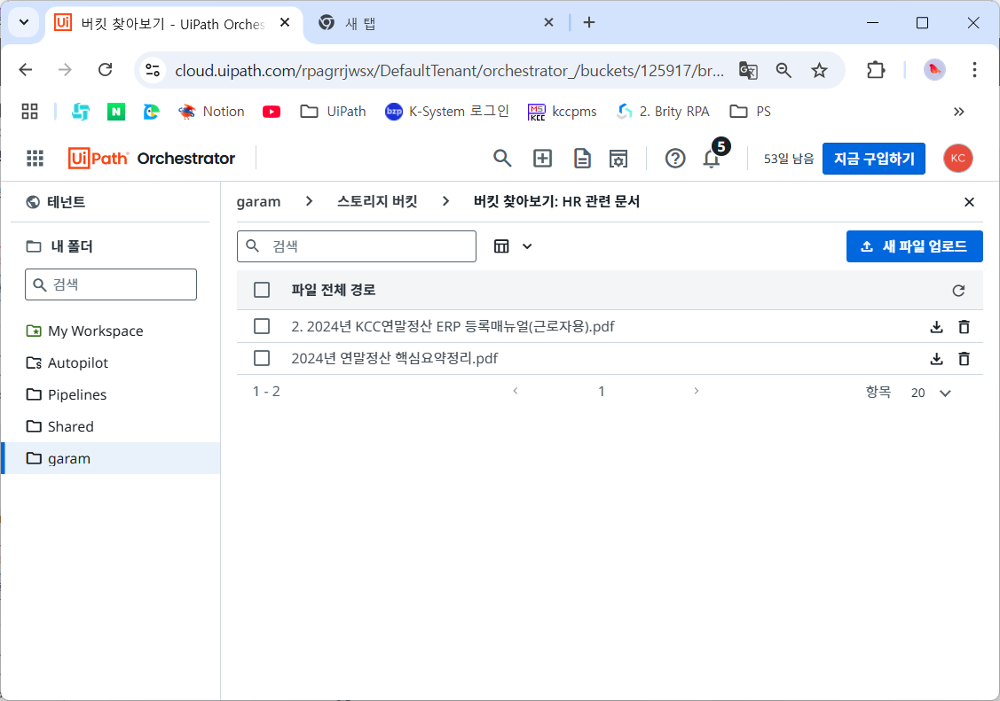 버킷 찾아보기 - UiPath Orches
새 탭
cloud.uipath.com/rpagrrjwsx/DefaultTenant/orchestrator_/buckets/125917/br...
N
Notion
UiPath
bzp K-System 로그인
MS KCC kccpms
2. Brity RPA
PS
UiPath Orchestrator
5
53일 남음
지금 구입하기
KC
테넌트
garam
스토리지 버킷
버킷 찾아보기: HR 관련 문서
내 폴더
검색
새 파일 업로드
검색
파일 전체 경로
My Workspace
2. 2024년 KCC연말정산 ERP 등록매뉴얼(근로자용).pdf
Autopilot
2024년 연말정산 핵심요약정리.pdf
Pipelines
1 - 2
1
항목
20
Shared
garam